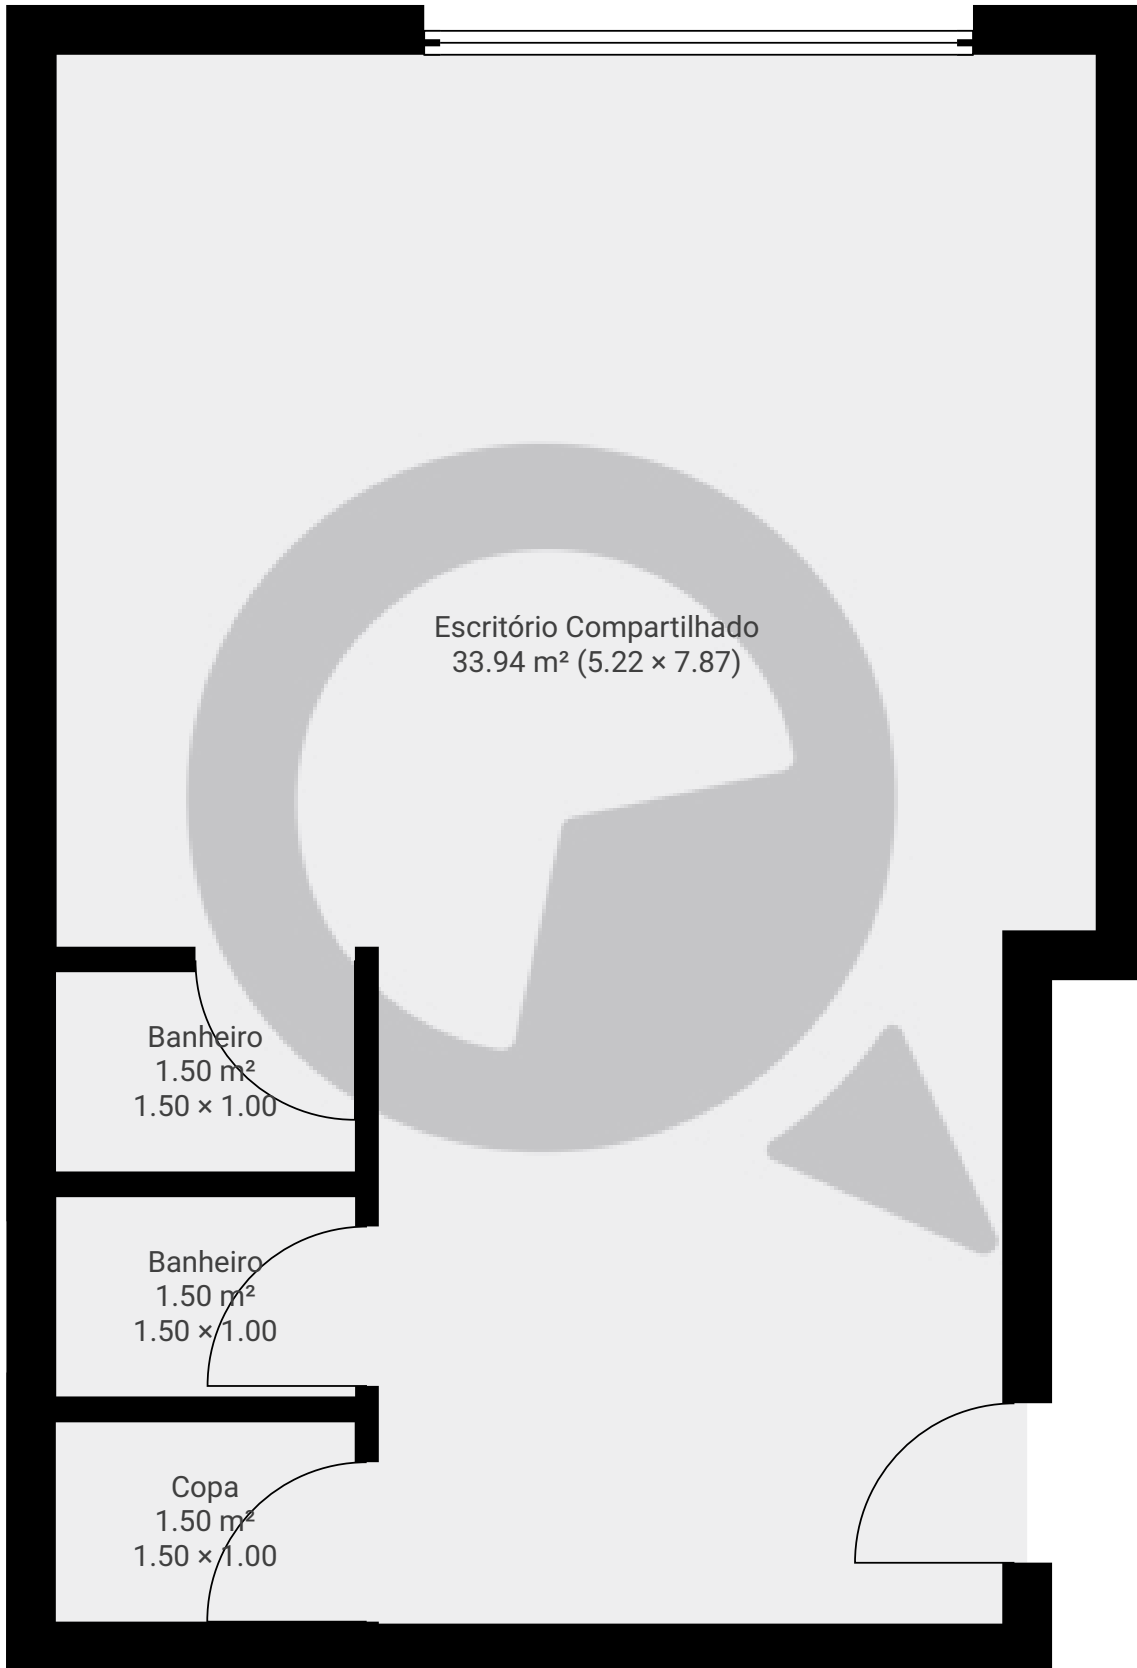 Escritório Compartilhado
33.94 m² (5.22 × 7.87)
Banheiro
1.50 m²
1.50 × 1.00
Banheiro
1.50 m²
1.50 × 1.00
Copa
1.50 m²
1.50 × 1.00